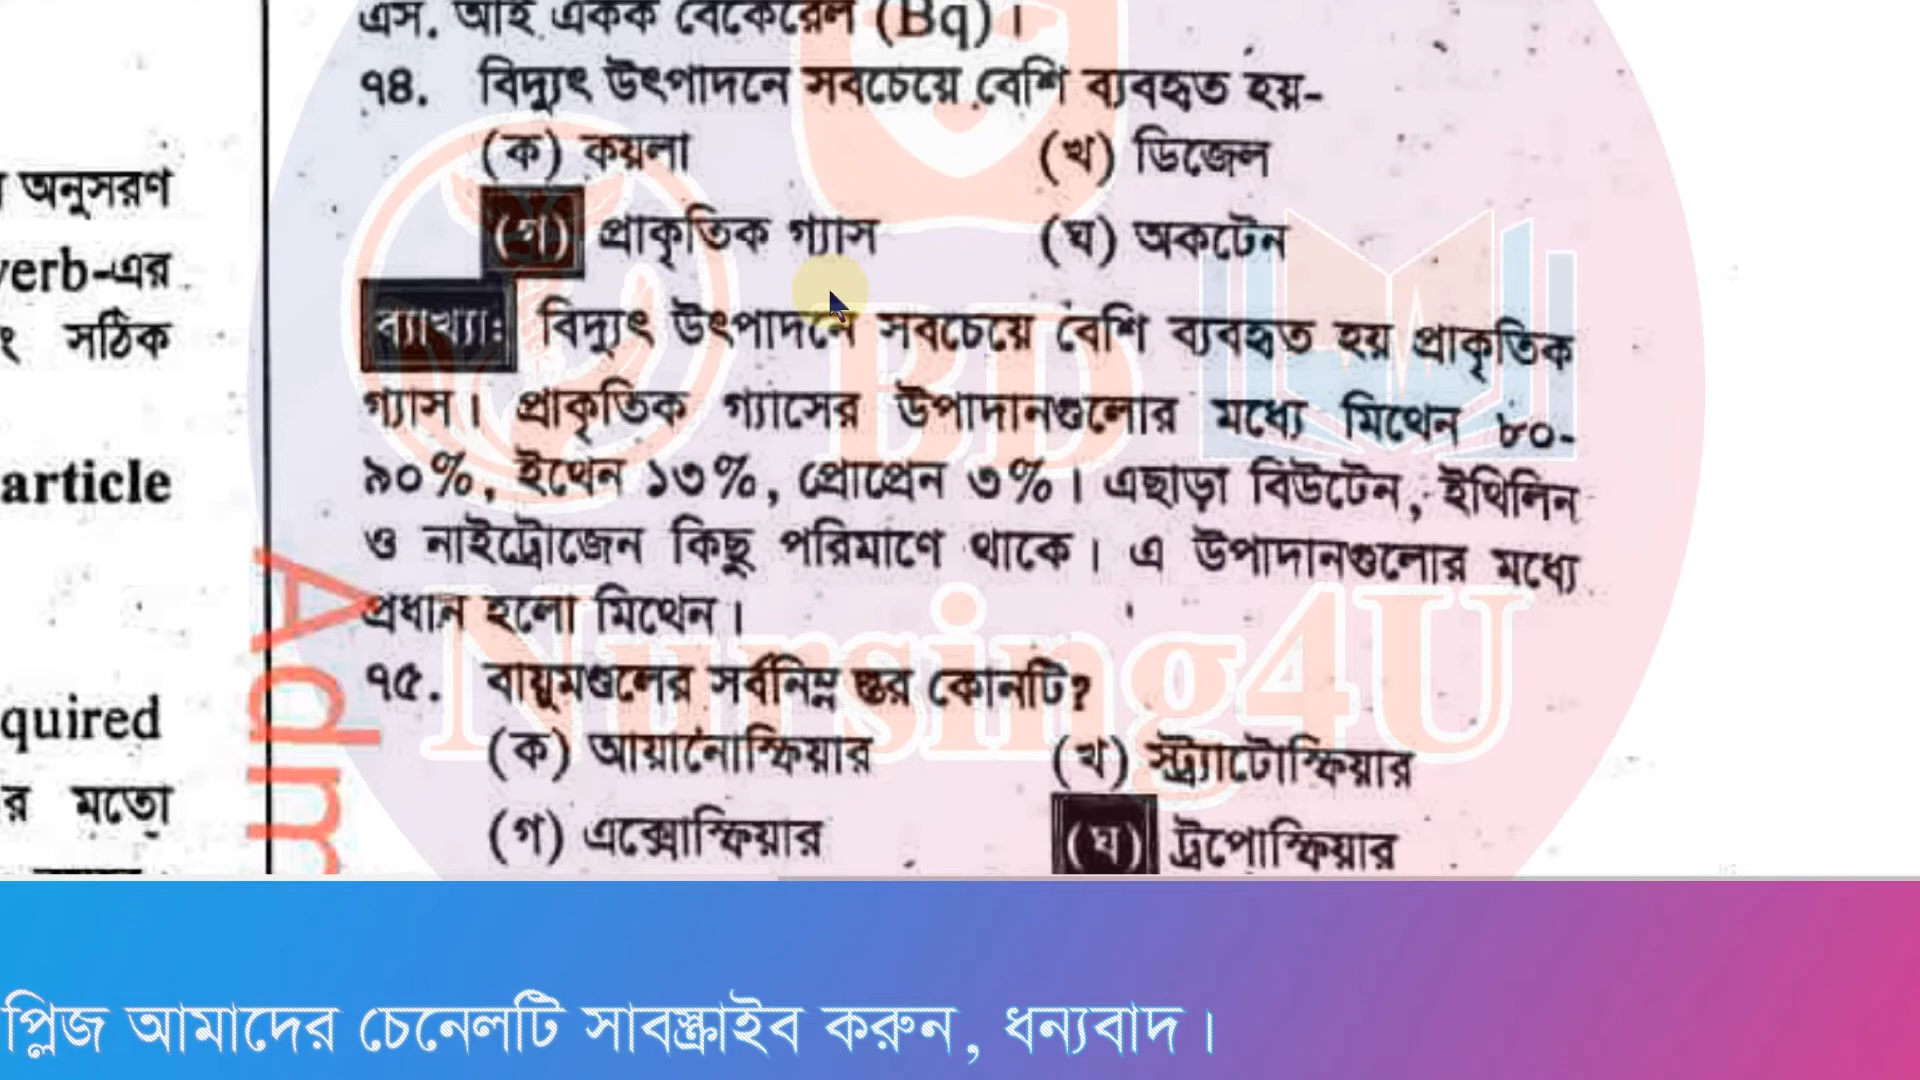 এস. আই একক বেকেরেল (Bq)।
৭৪. বিদ্যুৎ উৎপাদনে সবচেয়ে বেশি ব্যবহৃত হয়-
(ক) কয়লা (খ) ডিজেল
(গ) প্রাকৃতিক গ্যাস (ঘ) অকটেন
ব্যাখ্যা: বিদ্যুৎ উৎপাদনে সবচেয়ে বেশি ব্যবহৃত হয় প্রাকৃতিক
গ্যাস। প্রাকৃতিক গ্যাসের উপাদানগুলোর মধ্যে মিথেন ৮০-
৯০%, ইথেন ১৩%, প্রোপ্রেন ৩%। এছাড়া বিউটেন, ইথিলিন
ও নাইট্রোজেন কিছু পরিমাণে থাকে। এ উপাদানগুলোর মধ্যে
প্রধান হলো মিথেন।
৭৫. বায়ুমণ্ডলের সর্বনিম্ন স্তর কোনটি?
(ক) আয়ানোস্ফিয়ার (খ) স্ট্র্যাটোস্ফিয়ার
(গ) এক্সোস্ফিয়ার (ঘ) ট্রপোস্ফিয়ার
অনুসরণ
verb-এর
সঠিক
article
quired
র মতো
BD
Nursing4U
Adm
প্লিজ আমাদের চেনেলটি সাবস্ক্রাইব করুন, ধন্যবাদ।